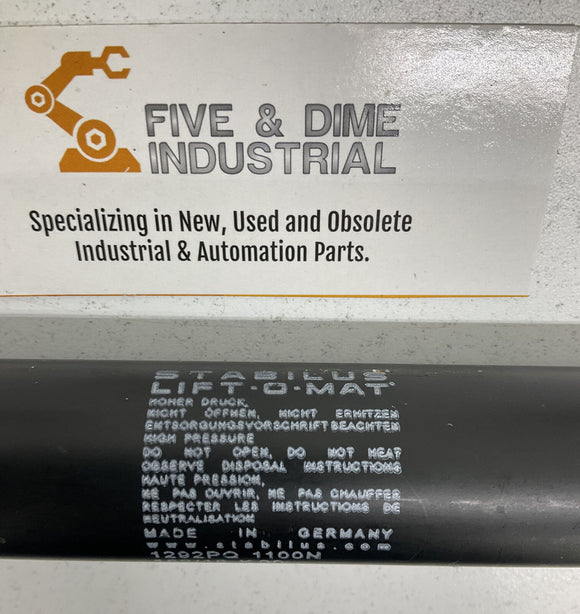 FIVE & DIME
INDUSTRIAL
Specializing in New, Used and Obsolete
Industrial & Automation Parts.
STABILUS
LIFT-O-MAT®
HOHER DRUCK,
NICHT ÖFFNEN, NICHT ERHITZEN
ENTSORGUNGSVORSCHRIFT BEACHTEN
HIGH PRESSURE
DO NOT OPEN, DO NOT HEAT
OBSERVE DISPOSAL INSTRUCTIONS
HAUTE PRESSION,
NE PAS OUVRIR, NE PAS CHAUFFER
RESPECTER LES INSTRUCTIONS DE
NEUTRALISATION
MADE IN GERMANY
www.stabilus.com
1292PQ 1100N